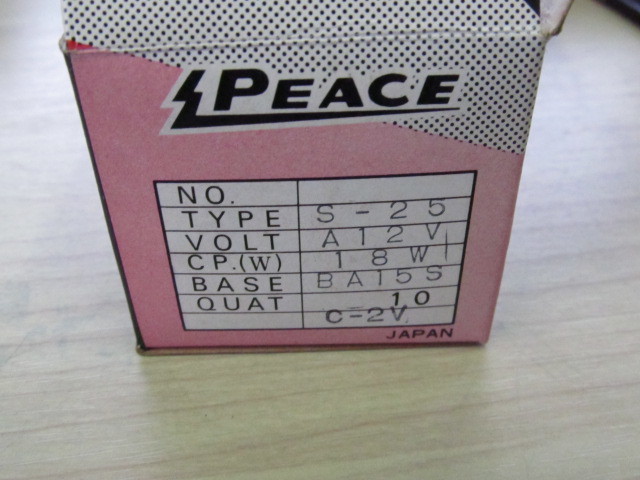 PEACE
NO.
TYPE S-25
VOLT A12V
CP.(W) 18W
BASE BA15S
QUAT 10
C-2V
JAPAN